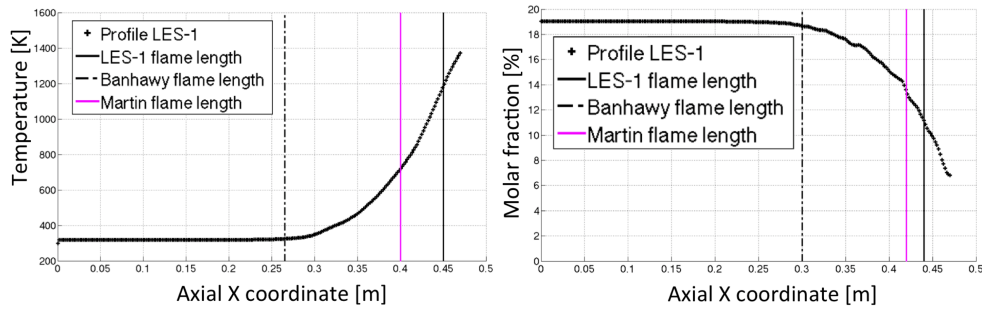 Temperature [K]
1600
1400
1200
1000
800
600
400
200
Profile LES-1
LES-1 flame length
Banhawy flame length
Martin flame length
0 0.05 0.1 0.15 0.2 0.25 0.3 0.35 0.4 0.45 0.5
Axial X coordinate [m]
Molar fraction [%]
20
18
16
14
12
10
8
6
4
2
0
Profile LES-1
LES-1 flame length
Banhawy flame length
Martin flame length
0 0.05 0.1 0.15 0.2 0.25 0.3 0.35 0.4 0.45 0.5
Axial X coordinate [m]